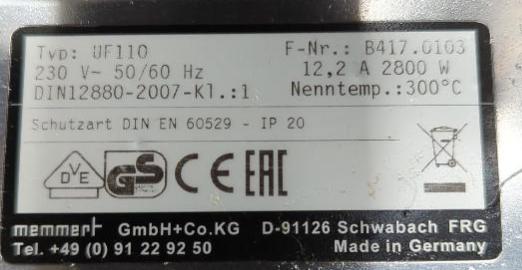 Typ: UF110 F-Nr.: B417.0103
230 V~ 50/60 Hz 12,2 A 2800 W
DIN12880-2007-Kl.:1 Nenntemp.:300°C
Schutzart DIN EN 60529 - IP 20
DVE GS CE EAC
memmert GmbH+Co.KG D-91126 Schwabach FRG
Tel. +49 (0) 91 22 92 50 Made in Germany